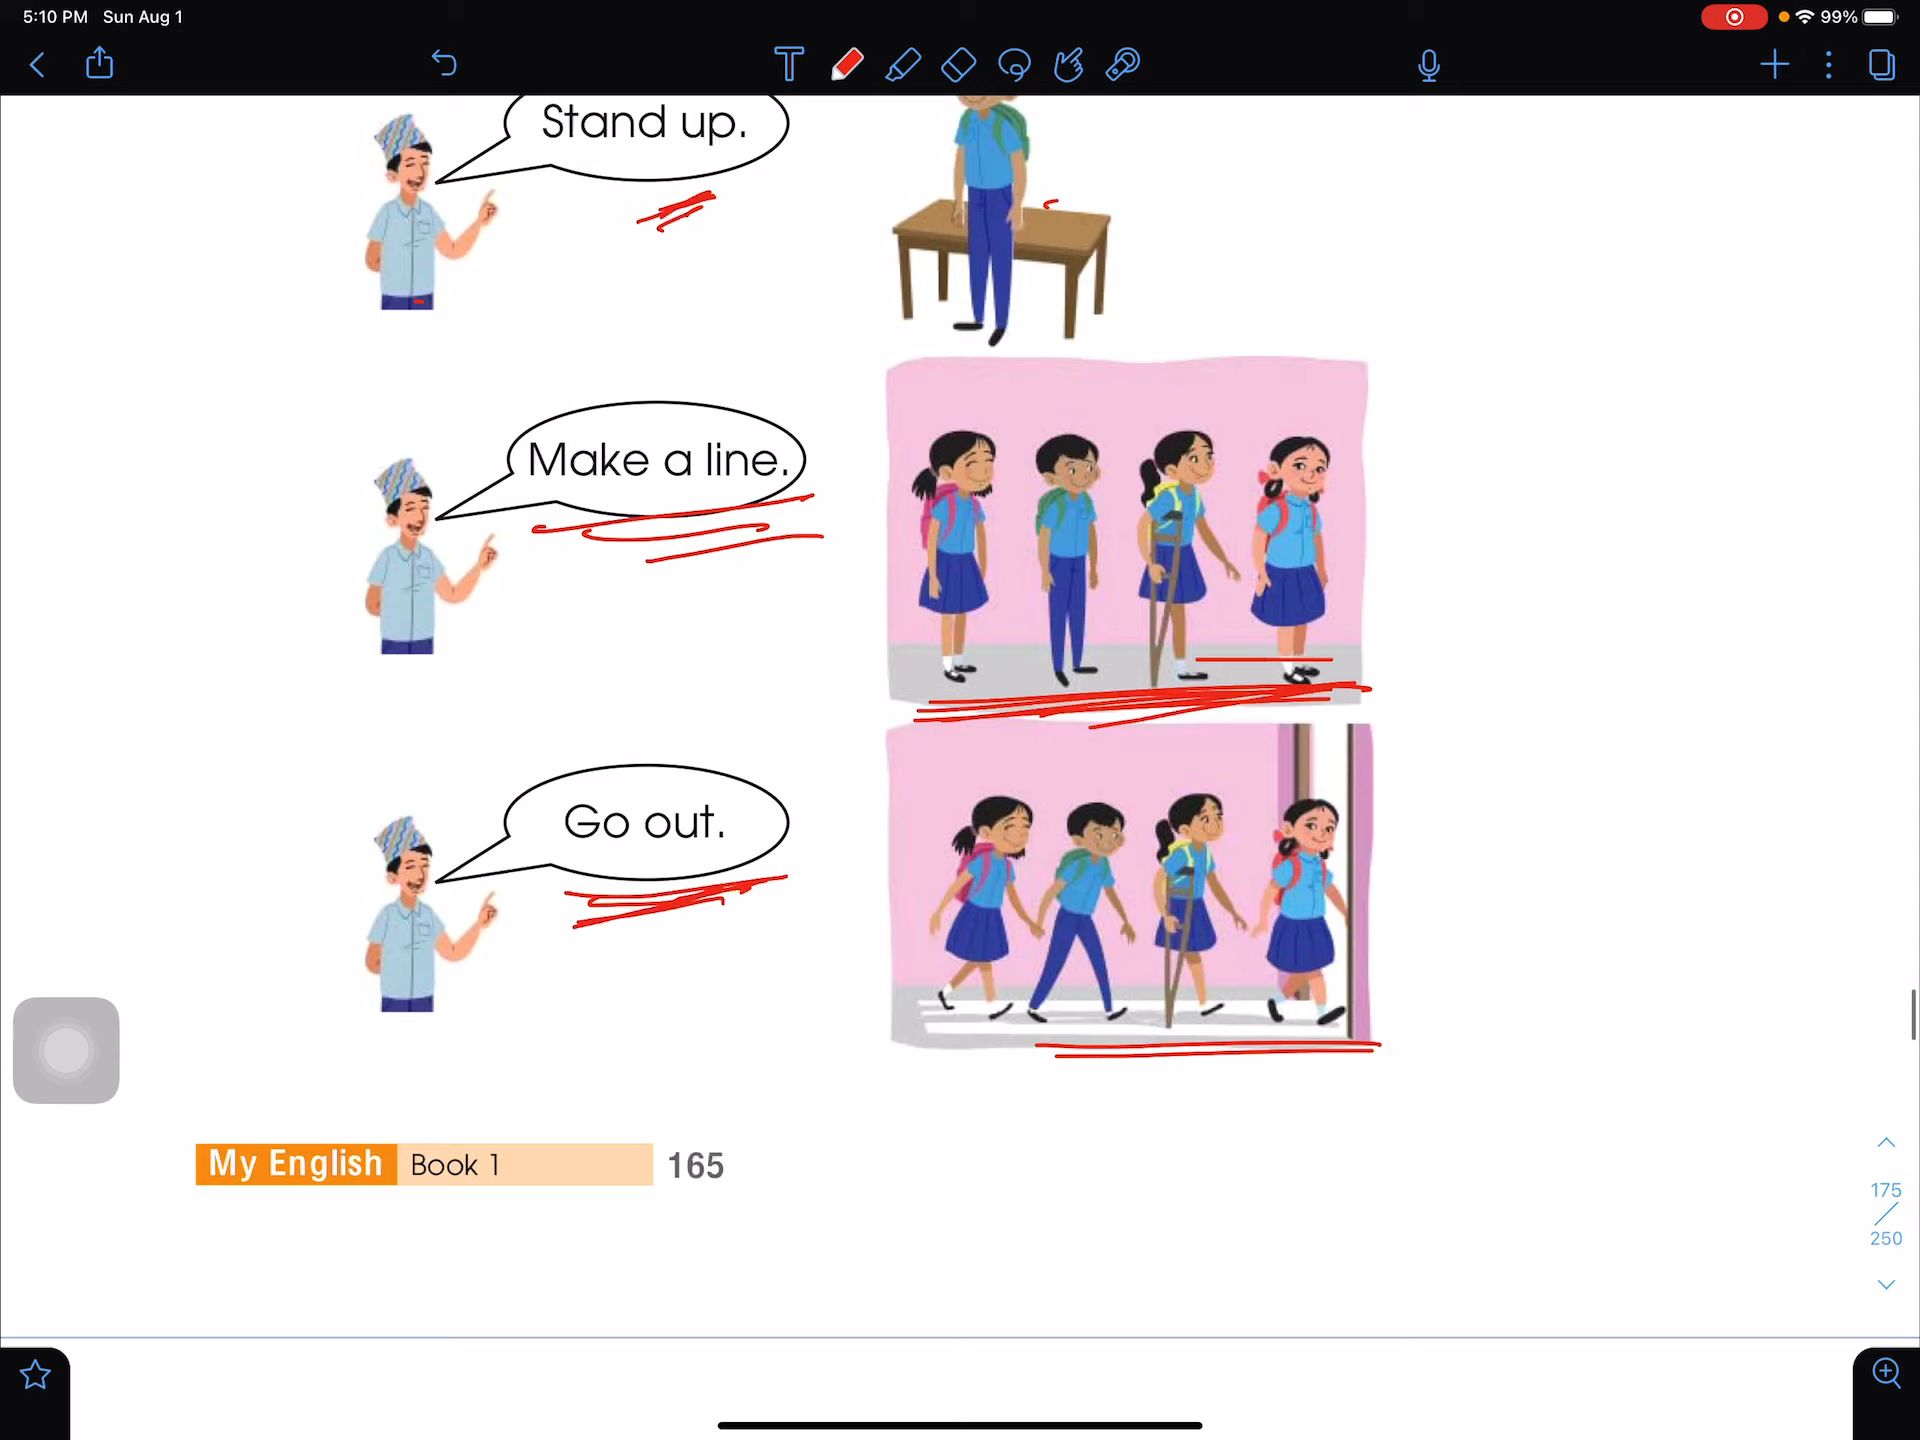 5:10 PM Sun Aug 1
99%
Stand up.
Make a line.
Go out.
My English Book 1 165
175
250